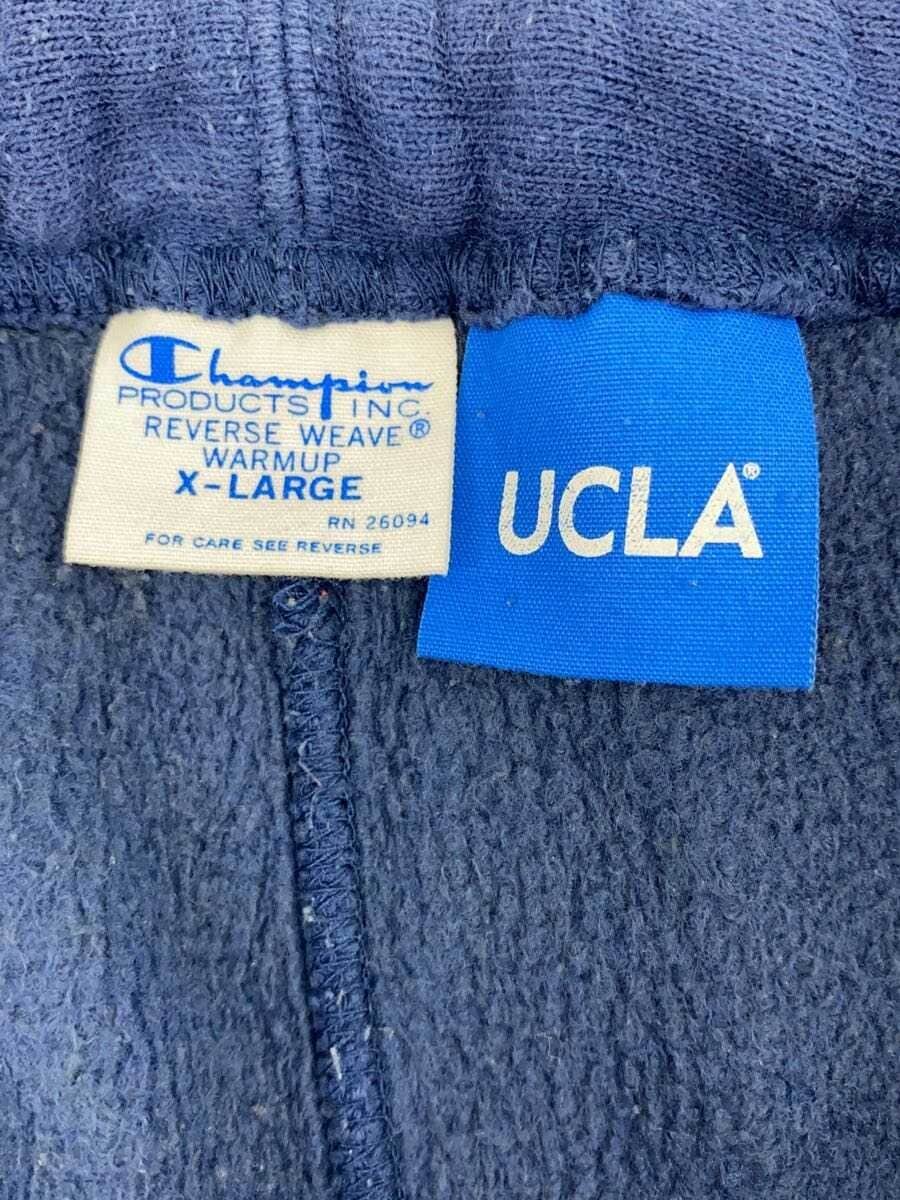 Champion
PRODUCTS INC.
REVERSE WEAVE®
WARMUP
X-LARGE
RN 26094
FOR CARE SEE REVERSE
UCLA®